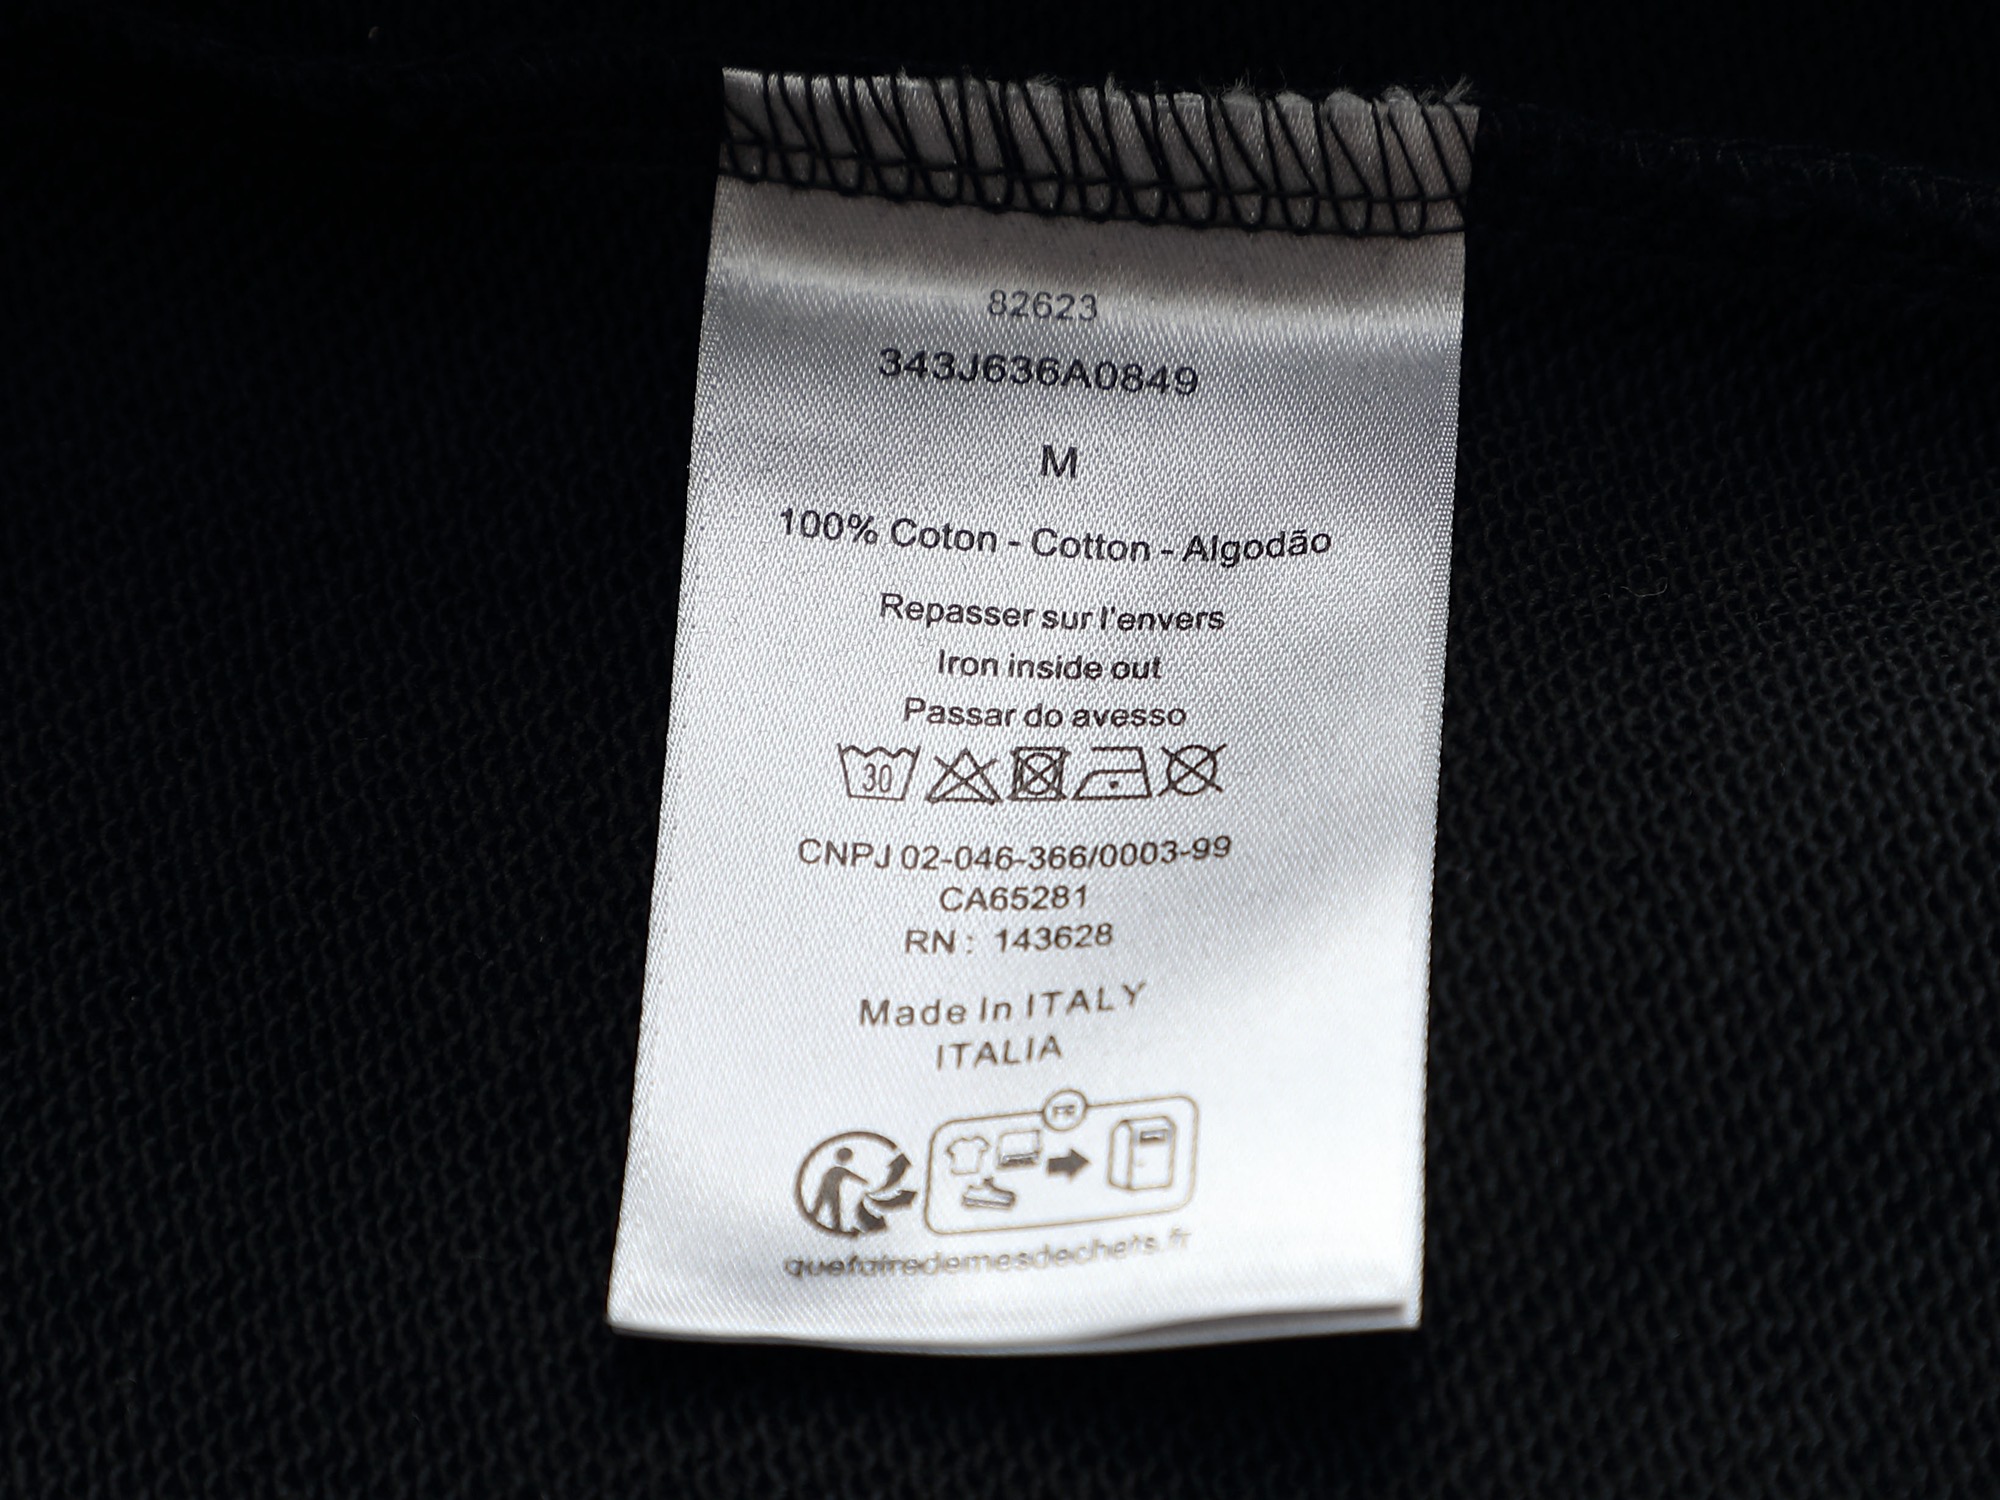 82623
343J636A0849
M
100% Coton - Cotton - Algodão
Repasser sur l'envers
Iron inside out
Passar do avesso
30
CNPJ 02-046-366/0003-99
CA65281
RN : 143628
Made In ITALY
ITALIA
FR
quefairedemesdechets.fr